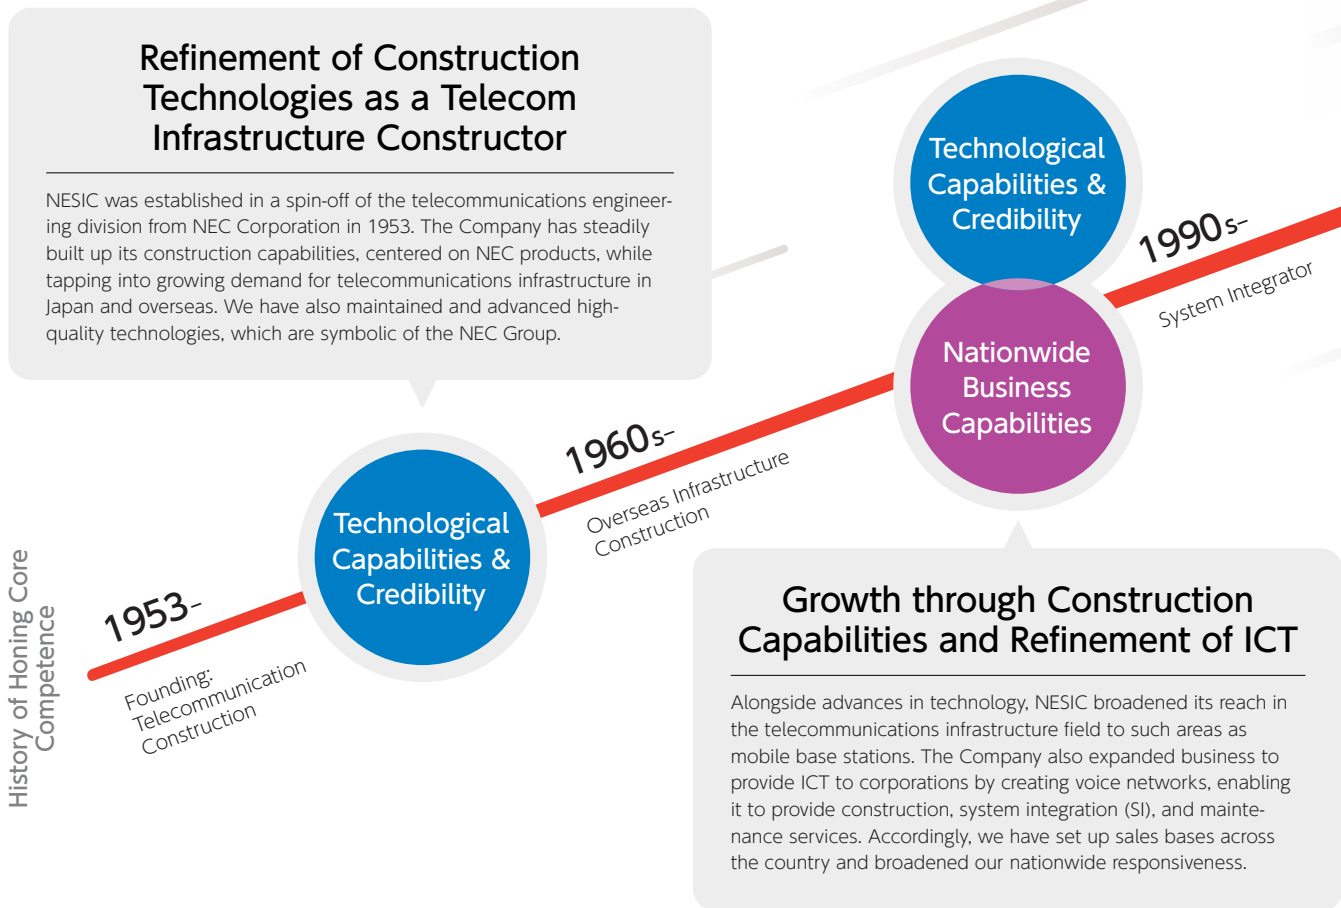 Refinement of Construction
Technologies as a Telecom
Infrastructure Constructor
NESIC was established in a spin-off of the telecommunications engineer-
ing division from NEC Corporation in 1953. The Company has steadily
built up its construction capabilities, centered on NEC products, while
tapping into growing demand for telecommunications infrastructure in
Japan and overseas. We have also maintained and advanced high-
quality technologies, which are symbolic of the NEC Group.
Technological
Capabilities &
Credibility
Nationwide
Business
Capabilities
1990s–
System Integrator
1960s–
Overseas Infrastructure
Construction
Technological
Capabilities &
Credibility
1953–
Founding:
Telecommunication
Construction
History of Honing Core
Competence
Growth through Construction
Capabilities and Refinement of ICT
Alongside advances in technology, NESIC broadened its reach in
the telecommunications infrastructure field to such areas as
mobile base stations. The Company also expanded business to
provide ICT to corporations by creating voice networks, enabling
it to provide construction, system integration (SI), and mainte-
nance services. Accordingly, we have set up sales bases across
the country and broadened our nationwide responsiveness.